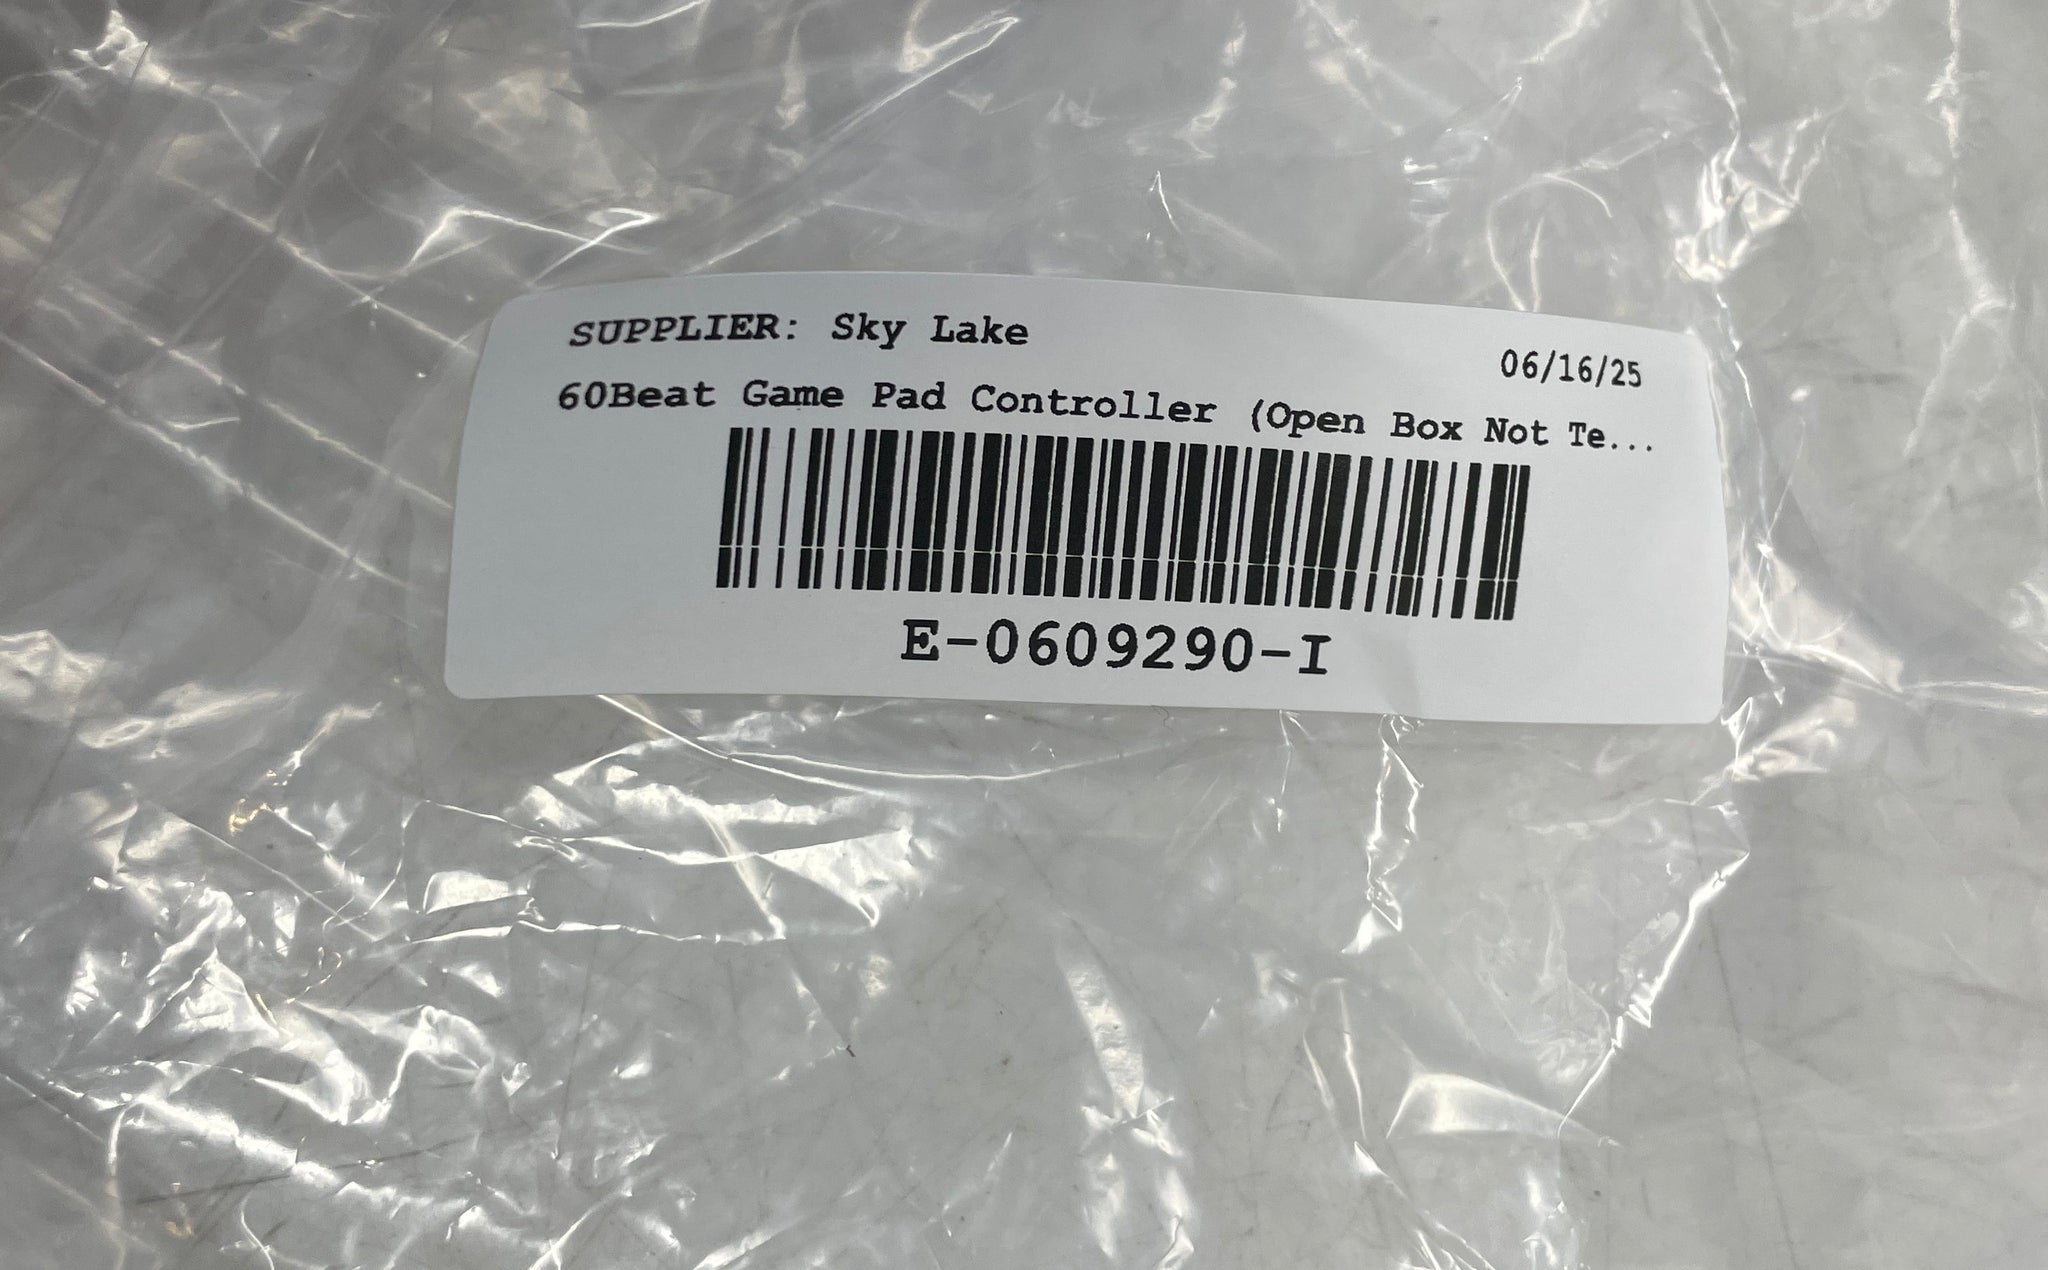 SUPPLIER: Sky Lake
06/16/25
60Beat Game Pad Controller (Open Box Not Te...
E-0609290-I